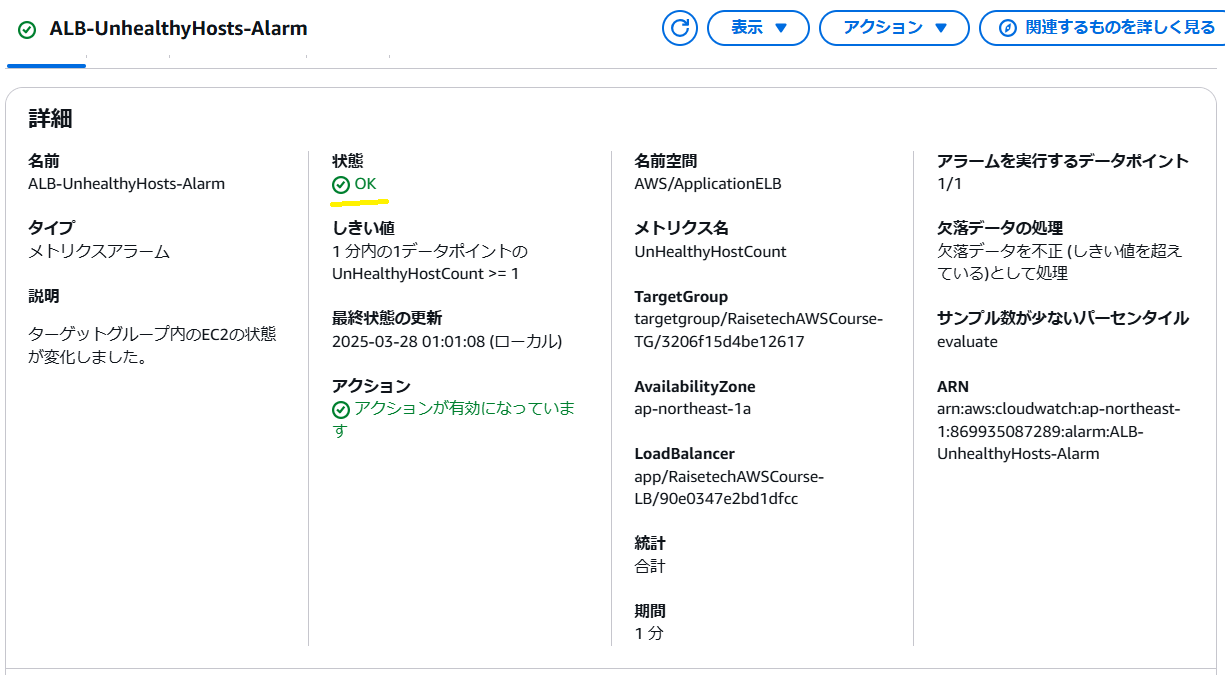 ALB-UnhealthyHosts-Alarm
表示
アクション
関連するものを詳しく見る
詳細
名前
ALB-UnhealthyHosts-Alarm
タイプ
メトリクスアラーム
説明
ターゲットグループ内のEC2の状態
が変化しました。
状態
OK
しきい値
1 分内の1データポイントの
UnHealthyHostCount >= 1
最終状態の更新
2025-03-28 01:01:08 (ローカル)
アクション
アクションが有効になっていま
す
名前空間
AWS/ApplicationELB
メトリクス名
UnHealthyHostCount
TargetGroup
targetgroup/RaisetechAWSCourse-
TG/3206f15d4be12617
AvailabilityZone
ap-northeast-1a
LoadBalancer
app/RaisetechAWSCourse-
LB/90e0347e2bd1dfcc
統計
合計
期間
1 分
アラームを実行するデータポイント
1/1
欠落データの処理
欠落データを不正 (しきい値を超え
ている)として処理
サンプル数が少ないパーセンタイル
evaluate
ARN
arn:aws:cloudwatch:ap-northeast-
1:869935087289:alarm:ALB-
UnhealthyHosts-Alarm